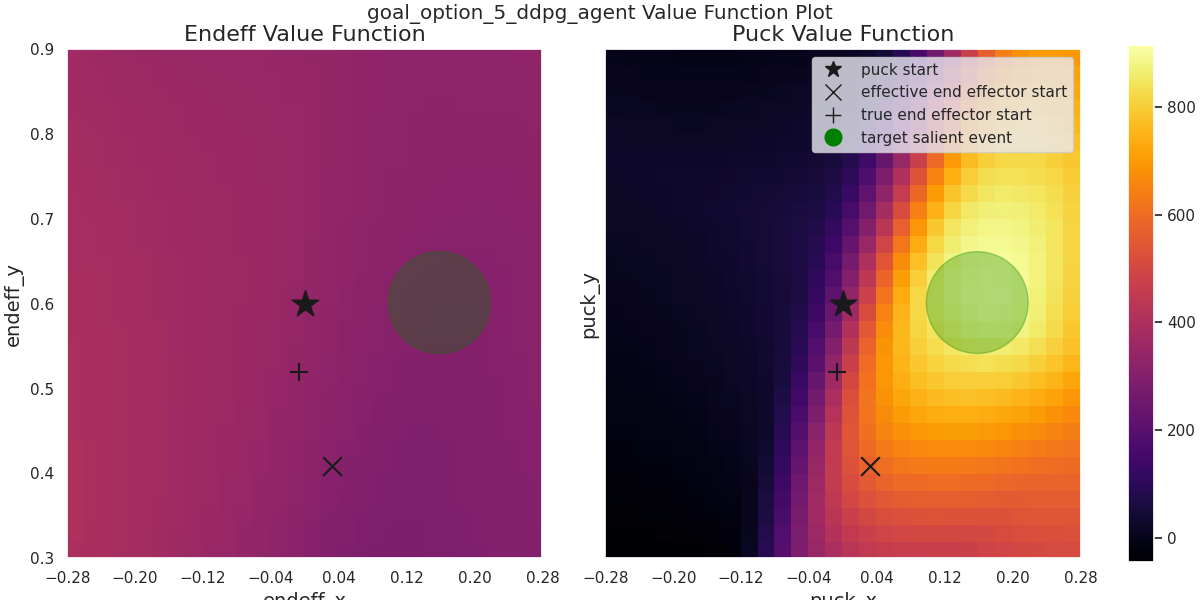 goal_option_5_ddpg_agent Value Function Plot
Endeff Value Function
Puck Value Function
puck start
effective end effector start
true end effector start
target salient event
endeff_y
0.9
0.8
0.7
0.6
0.5
0.4
0.3
−0.28 −0.20 −0.12 −0.04 0.04 0.12 0.20 0.28
endeff_x
puck_y
−0.28 −0.20 −0.12 −0.04 0.04 0.12 0.20 0.28
puck_x
800
600
400
200
0